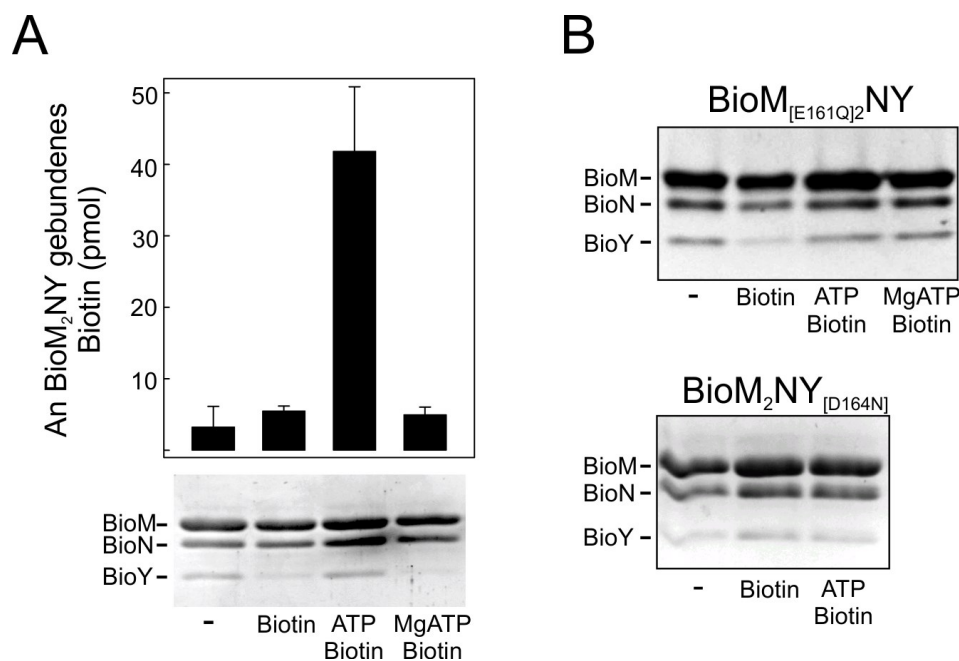 A
An BioM2NY gebundenes
Biotin (pmol)
50
40
30
20
10
BioM–
BioN–
BioY –
-
Biotin
ATP
Biotin
MgATP
Biotin
B
BioM[E161Q]2NY
BioM–
BioN–
BioY –
-
Biotin
ATP
Biotin
MgATP
Biotin
BioM2NY[D164N]
BioM–
BioN–
BioY –
-
Biotin
ATP
Biotin